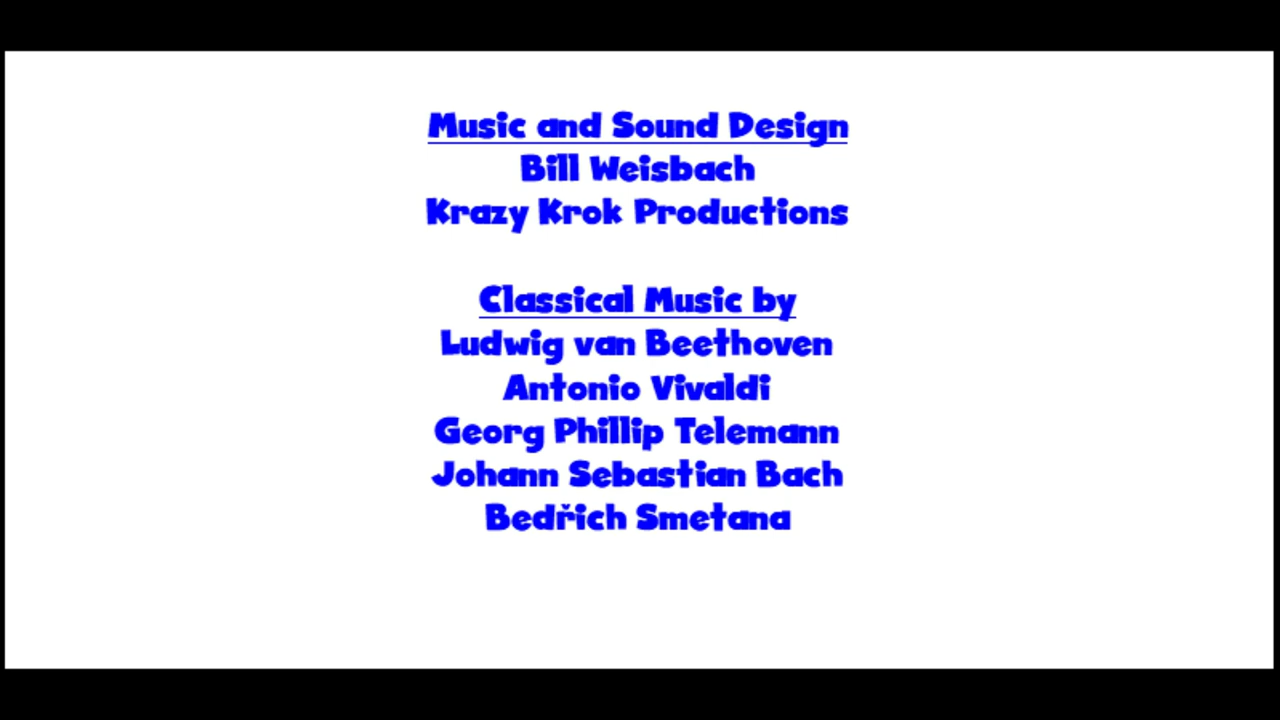 Music and Sound Design
Bill Weisbach
Krazy Krok Productions
Classical Music by
Ludwig van Beethoven
Antonio Vivaldi
Georg Phillip Telemann
Johann Sebastian Bach
Bedřich Smetana